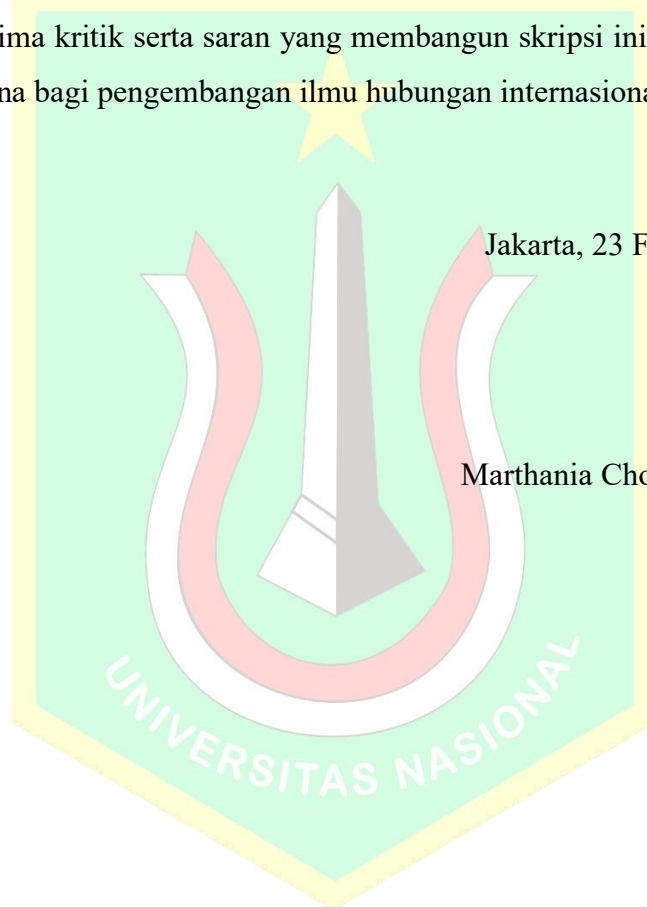 ima kritik serta saran yang membangun skripsi ini
na bagi pengembangan ilmu hubungan internasiona
Jakarta, 23 F
Marthania Cho
UNIVERSITAS NASIONAL